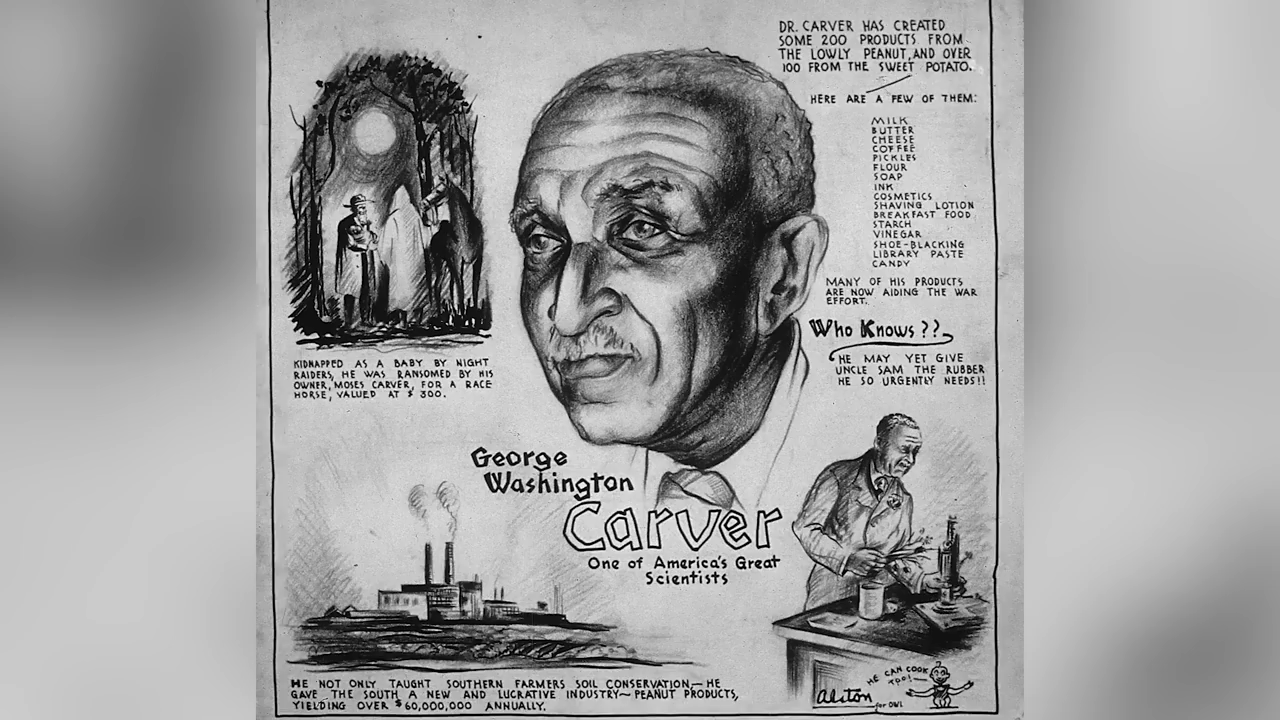 DR. CARVER HAS CREATED
SOME 200 PRODUCTS FROM
THE LOWLY PEANUT, AND OVER
100 FROM THE SWEET POTATO.
HERE ARE A FEW OF THEM:
MILK
BUTTER
CHEESE
COFFEE
PICKLES
FLOUR
SOAP
INK
COSMETICS
SHAVING LOTION
BREAKFAST FOOD
STARCH
VINEGAR
SHOE-BLACKING
LIBRARY PASTE
CANDY
MANY OF HIS PRODUCTS
ARE NOW AIDING THE WAR
EFFORT.
Who Knows??
HE MAY YET GIVE
UNCLE SAM THE RUBBER
HE SO URGENTLY NEEDS!!
KIDNAPPED AS A BABY BY NIGHT
RAIDERS, HE WAS RANSOMED BY HIS
OWNER, MOSES CARVER, FOR A RACE
HORSE, VALUED AT $300.
George
Washington
Carver
One of America's Great
Scientists
HE NOT ONLY TAUGHT SOUTHERN FARMERS SOIL CONSERVATION,—HE
GAVE THE SOUTH A NEW AND LUCRATIVE INDUSTRY—PEANUT PRODUCTS,
YIELDING OVER $60,000,000 ANNUALLY.
HE CAN COOK
TOO!
Alston
for OWI